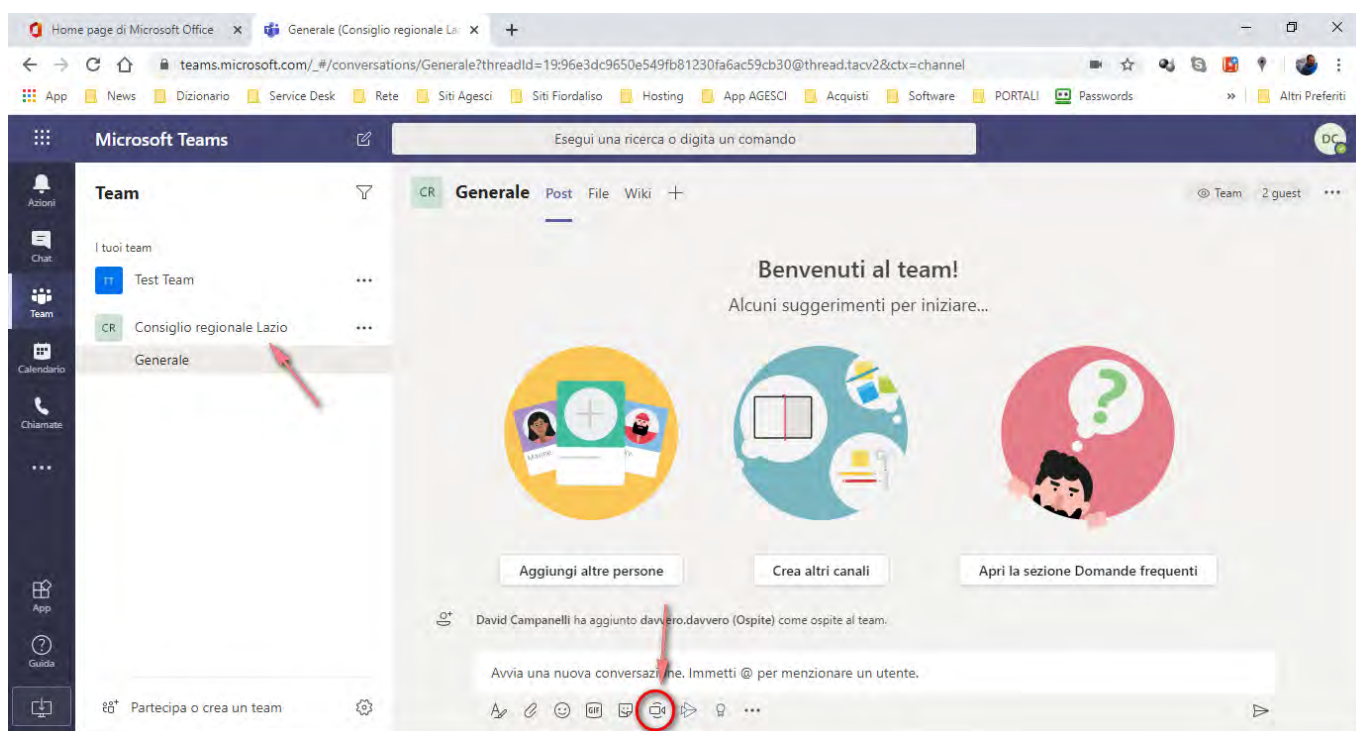 Home page di Microsoft Office
Generale (Consiglio regionale La
teams.microsoft.com/_#/conversations/Generale?threadId=19:96e3dc9650e549fb81230fa6ac59cb30@thread.tacv2&ctx=channel
App News Dizionario Service Desk Rete Siti Agesci Siti Fiordaliso Hosting App AGESCI Acquisti Software PORTALI Passwords » Altri Preferiti
Microsoft Teams
Esegui una ricerca o digita un comando
DC
Azioni
Chat
Team
Calendario
Chiamate
App
Guida
Team
I tuoi team
TT Test Team
CR Consiglio regionale Lazio
Generale
Partecipa o crea un team
CR Generale Post File Wiki
Team 2 guest
Benvenuti al team!
Alcuni suggerimenti per iniziare...
Maxine
Aggiungi altre persone
Crea altri canali
Apri la sezione Domande frequenti
David Campanelli ha aggiunto davvero.davvero (Ospite) come ospite al team.
Avvia una nuova conversazione. Immetti @ per menzionare un utente.
GIF